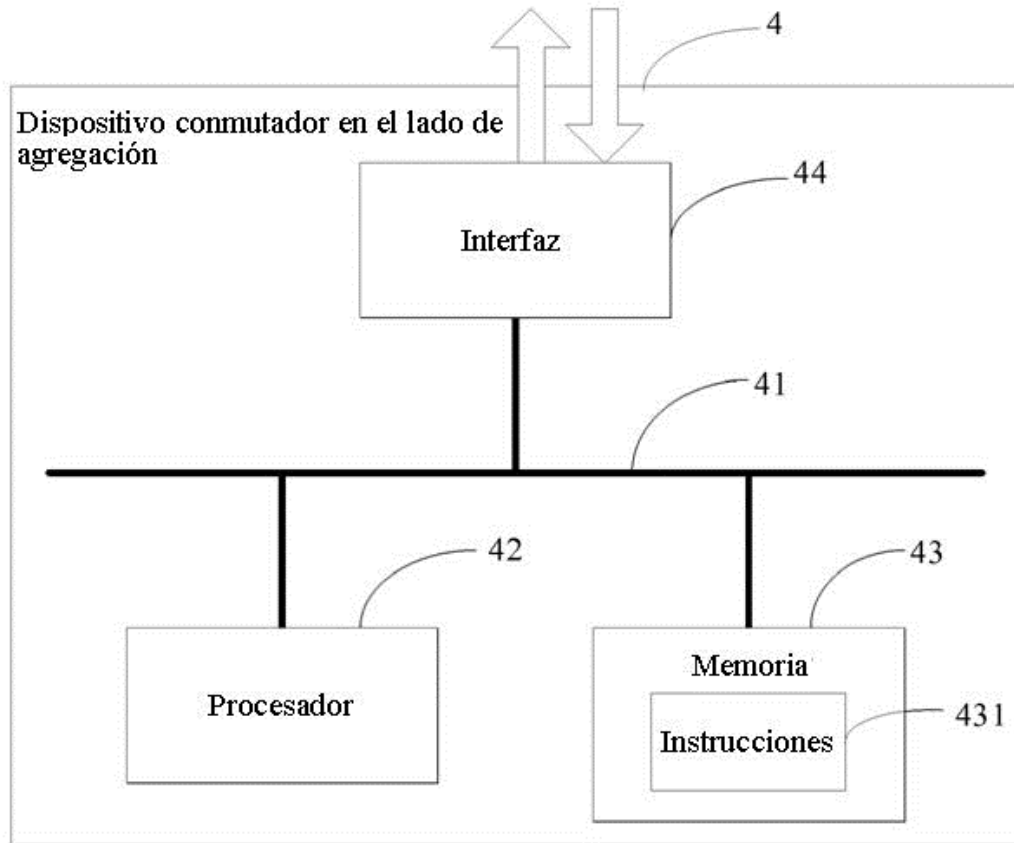 4
Dispositivo conmutador en el lado de
agregación
44
Interfaz
41
42
43
Procesador
Memoria
Instrucciones
431